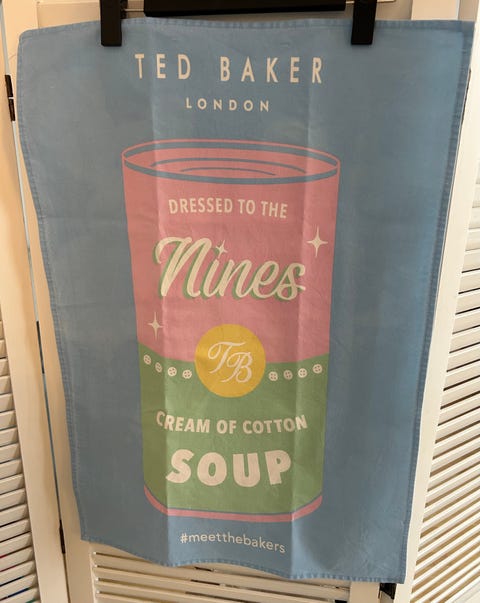 TED BAKER
LONDON
DRESSED TO THE
Nines
TB
CREAM OF COTTON
SOUP
#meetthebakers